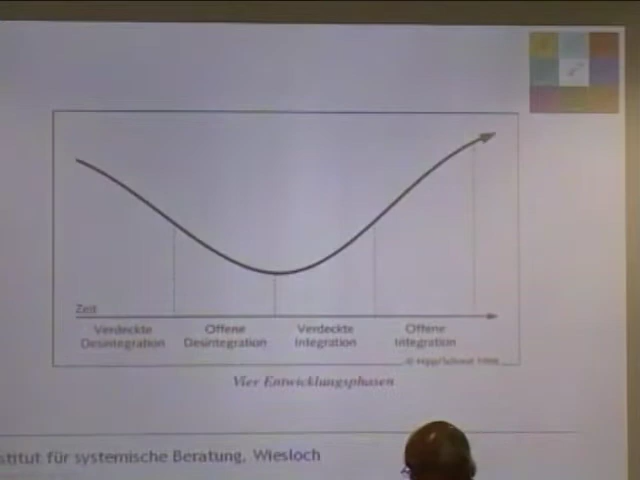 Zeit
Verdeckte Desintegration
Offene Desintegration
Verdeckte Integration
Offene Integration
Vier Entwicklungsphasen
stitut für systemische Beratung, Wiesloch